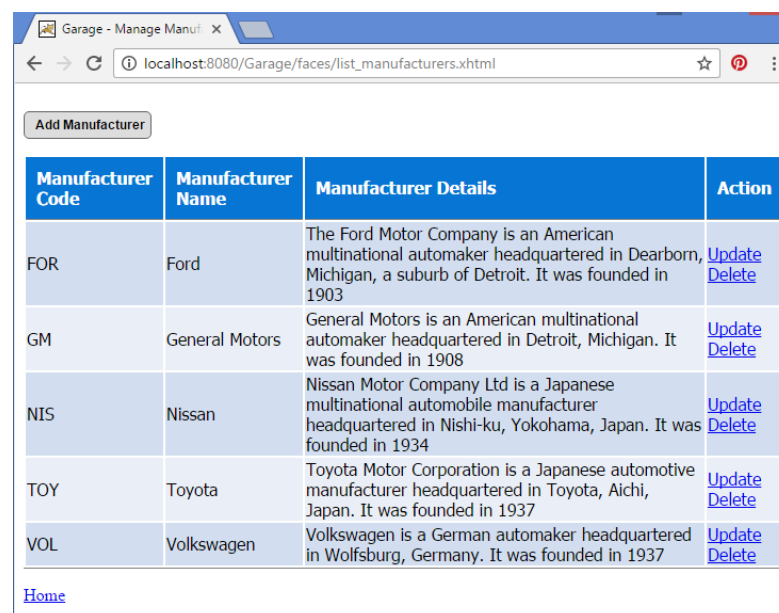 Garage - Manage Manuf
localhost:8080/Garage/faces/list_manufacturers.xhtml
Add Manufacturer
Manufacturer Code
Manufacturer Name
Manufacturer Details
Action
FOR
Ford
The Ford Motor Company is an American
multinational automaker headquartered in Dearborn,
Michigan, a suburb of Detroit. It was founded in
1903
Update
Delete
GM
General Motors
General Motors is an American multinational
automaker headquartered in Detroit, Michigan. It
was founded in 1908
Update
Delete
NIS
Nissan
Nissan Motor Company Ltd is a Japanese
multinational automobile manufacturer
headquartered in Nishi-ku, Yokohama, Japan. It was
founded in 1934
Update
Delete
TOY
Toyota
Toyota Motor Corporation is a Japanese automotive
manufacturer headquartered in Toyota, Aichi,
Japan. It was founded in 1937
Update
Delete
VOL
Volkswagen
Volkswagen is a German automaker headquartered
in Wolfsburg, Germany. It was founded in 1937
Update
Delete
Home